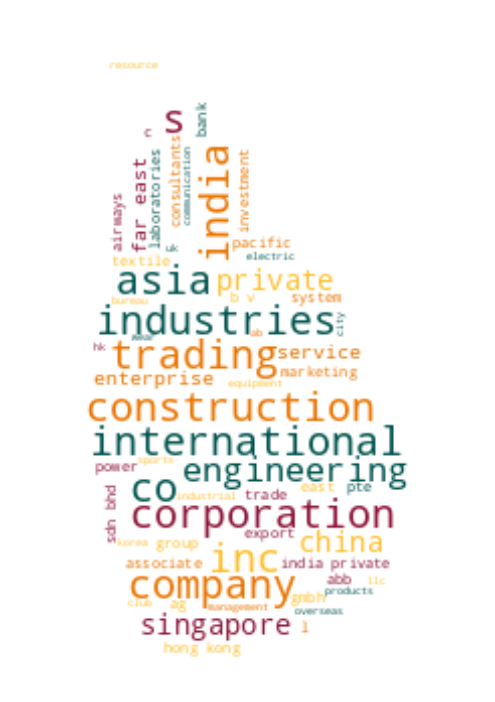 resource
s
bank
c
consultants
communication
laboratories
far east
airways
india
investment
uk
pacific
electric
textile
asia
private
bureau
b v
system
industries
city
wear
ab
hk
trading
service
marketing
enterprise
equipment
construction
international
power
sports
engineering
co
industrial
trade
east
pte
sdn bhd
corporation
export
korea
group
inc
china
associate
india private
company
abb
llc
products
gmbh
club
ag
management
overseas
singapore
l
hong kong